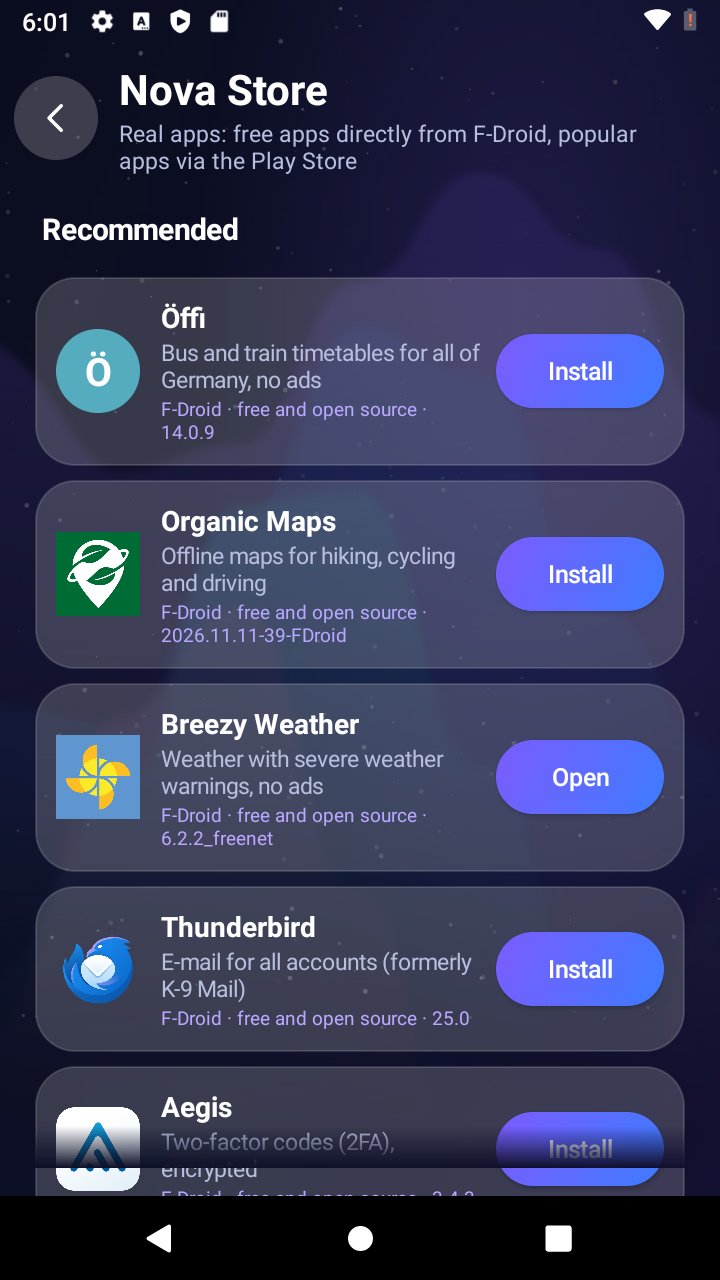 6:01
Nova Store
Real apps: free apps directly from F-Droid, popular
apps via the Play Store
Recommended
Öffi
Bus and train timetables for all of
Germany, no ads
F-Droid · free and open source ·
14.0.9
Install
Organic Maps
Offline maps for hiking, cycling
and driving
F-Droid · free and open source ·
2026.11.11-39-FDroid
Install
Breezy Weather
Weather with severe weather
warnings, no ads
F-Droid · free and open source ·
6.2.2_freenet
Open
Thunderbird
E-mail for all accounts (formerly
K-9 Mail)
F-Droid · free and open source · 25.0
Install
Aegis
Two-factor codes (2FA),
encrypted
Install